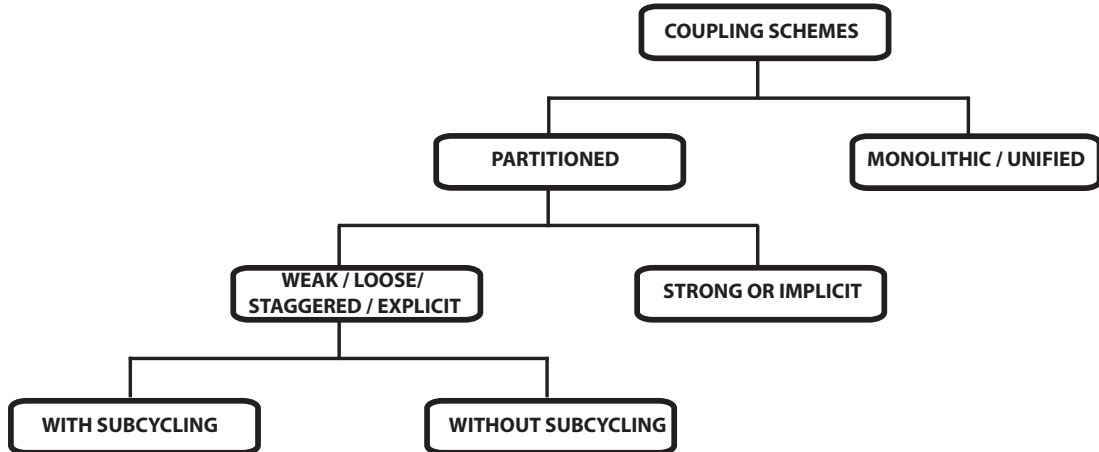 COUPLING SCHEMES
PARTITIONED
MONOLITHIC / UNIFIED
WEAK / LOOSE/
STAGGERED / EXPLICIT
STRONG OR IMPLICIT
WITH SUBCYCLING
WITHOUT SUBCYCLING